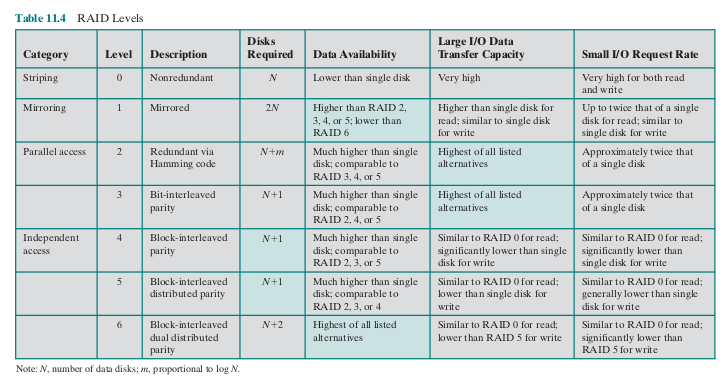 Table 11.4 RAID Levels
Category Level Description Disks Required Data Availability Large I/O Data Transfer Capacity Small I/O Request Rate
Striping 0 Nonredundant N Lower than single disk Very high Very high for both read and write
Mirroring 1 Mirrored 2N Higher than RAID 2, 3, 4, or 5; lower than RAID 6 Higher than single disk for read; similar to single disk for write Up to twice that of a single disk for read; similar to single disk for write
Parallel access 2 Redundant via Hamming code N+m Much higher than single disk; comparable to RAID 3, 4, or 5 Highest of all listed alternatives Approximately twice that of a single disk
3 Bit-interleaved parity N+1 Much higher than single disk; comparable to RAID 2, 4, or 5 Highest of all listed alternatives Approximately twice that of a single disk
Independent access 4 Block-interleaved parity N+1 Much higher than single disk; comparable to RAID 2, 3, or 5 Similar to RAID 0 for read; significantly lower than single disk for write Similar to RAID 0 for read; significantly lower than single disk for write
5 Block-interleaved distributed parity N+1 Much higher than single disk; comparable to RAID 2, 3, or 4 Similar to RAID 0 for read; lower than single disk for write Similar to RAID 0 for read; generally lower than single disk for write
6 Block-interleaved dual distributed parity N+2 Highest of all listed alternatives Similar to RAID 0 for read; lower than RAID 5 for write Similar to RAID 0 for read; significantly lower than RAID 5 for write
Note: N, number of data disks; m, proportional to log N.